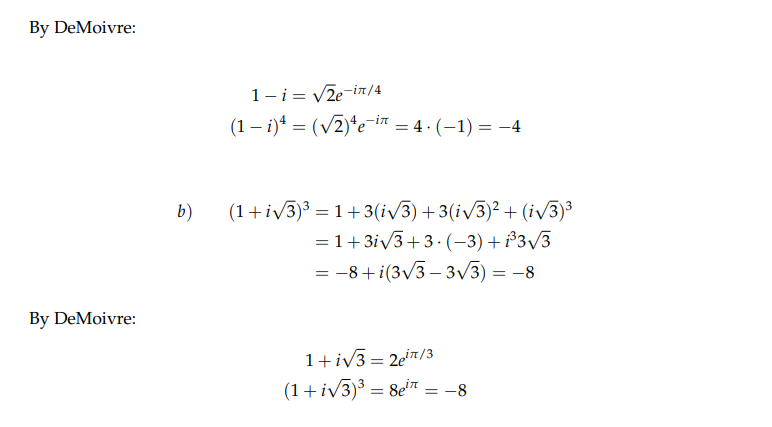 By DeMoivre:
1 − i = √2e^{−iπ/4}
(1 − i)^4 = (√2)^4 e^{−iπ} = 4 · (−1) = −4
b) (1 + i√3)^3 = 1 + 3(i√3) + 3(i√3)^2 + (i√3)^3
= 1 + 3i√3 + 3 · (−3) + i^3 3√3
= −8 + i(3√3 − 3√3) = −8
By DeMoivre:
1 + i√3 = 2e^{iπ/3}
(1 + i√3)^3 = 8e^{iπ} = −8